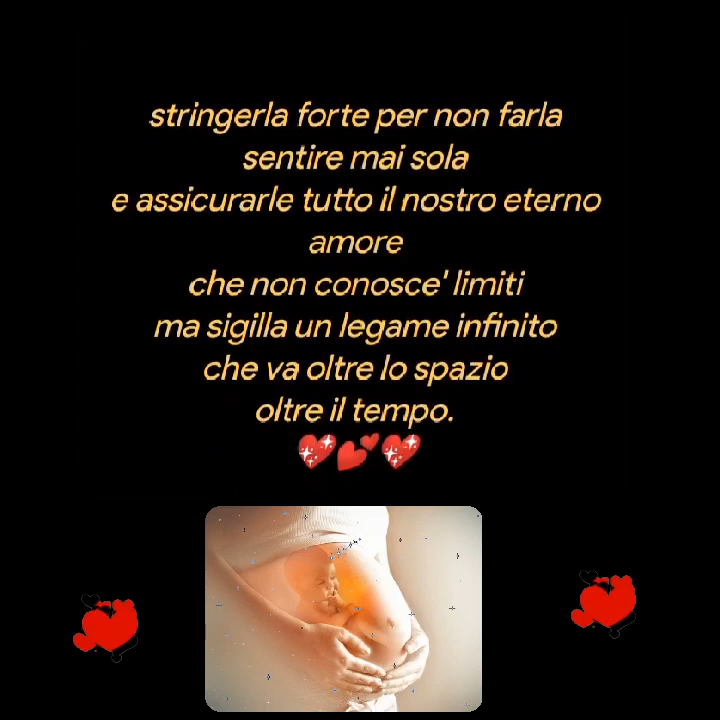 stringerla forte per non farla
sentire mai sola
e assicurarle tutto il nostro eterno
amore
che non conosce' limiti
ma sigilla un legame infinito
che va oltre lo spazio
oltre il tempo.
💖💕💖